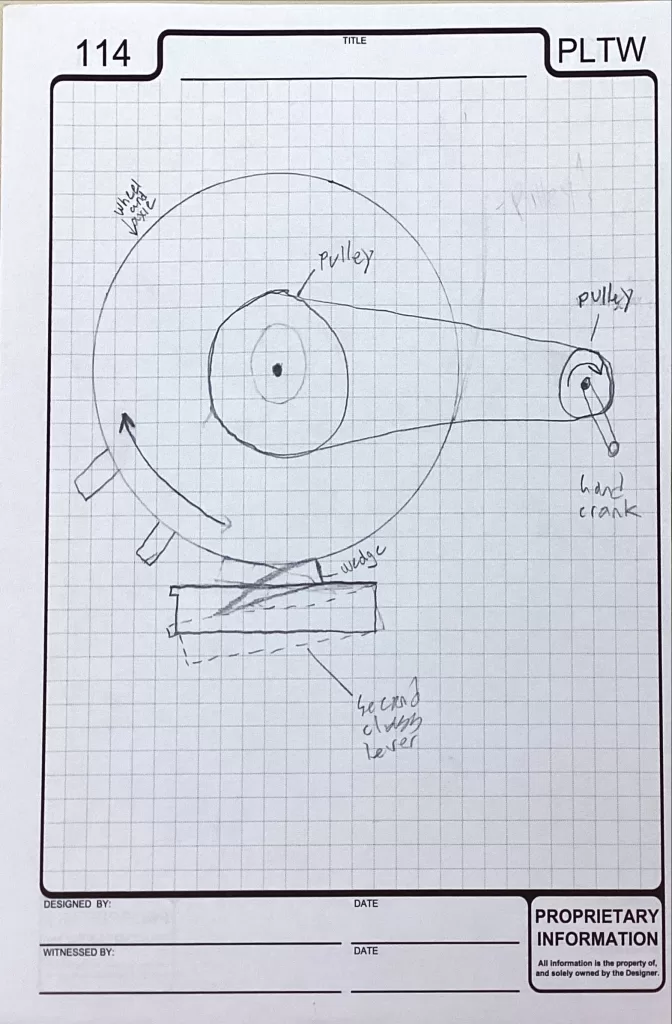 114
TITLE
PLTW
wheel
and
axle
pulley
pulley
hand
crank
wedge
second
class
lever
DESIGNED BY:
DATE
WITNESSED BY:
DATE
PROPRIETARY
INFORMATION
All information is the property of,
and solely owned by the Designer.